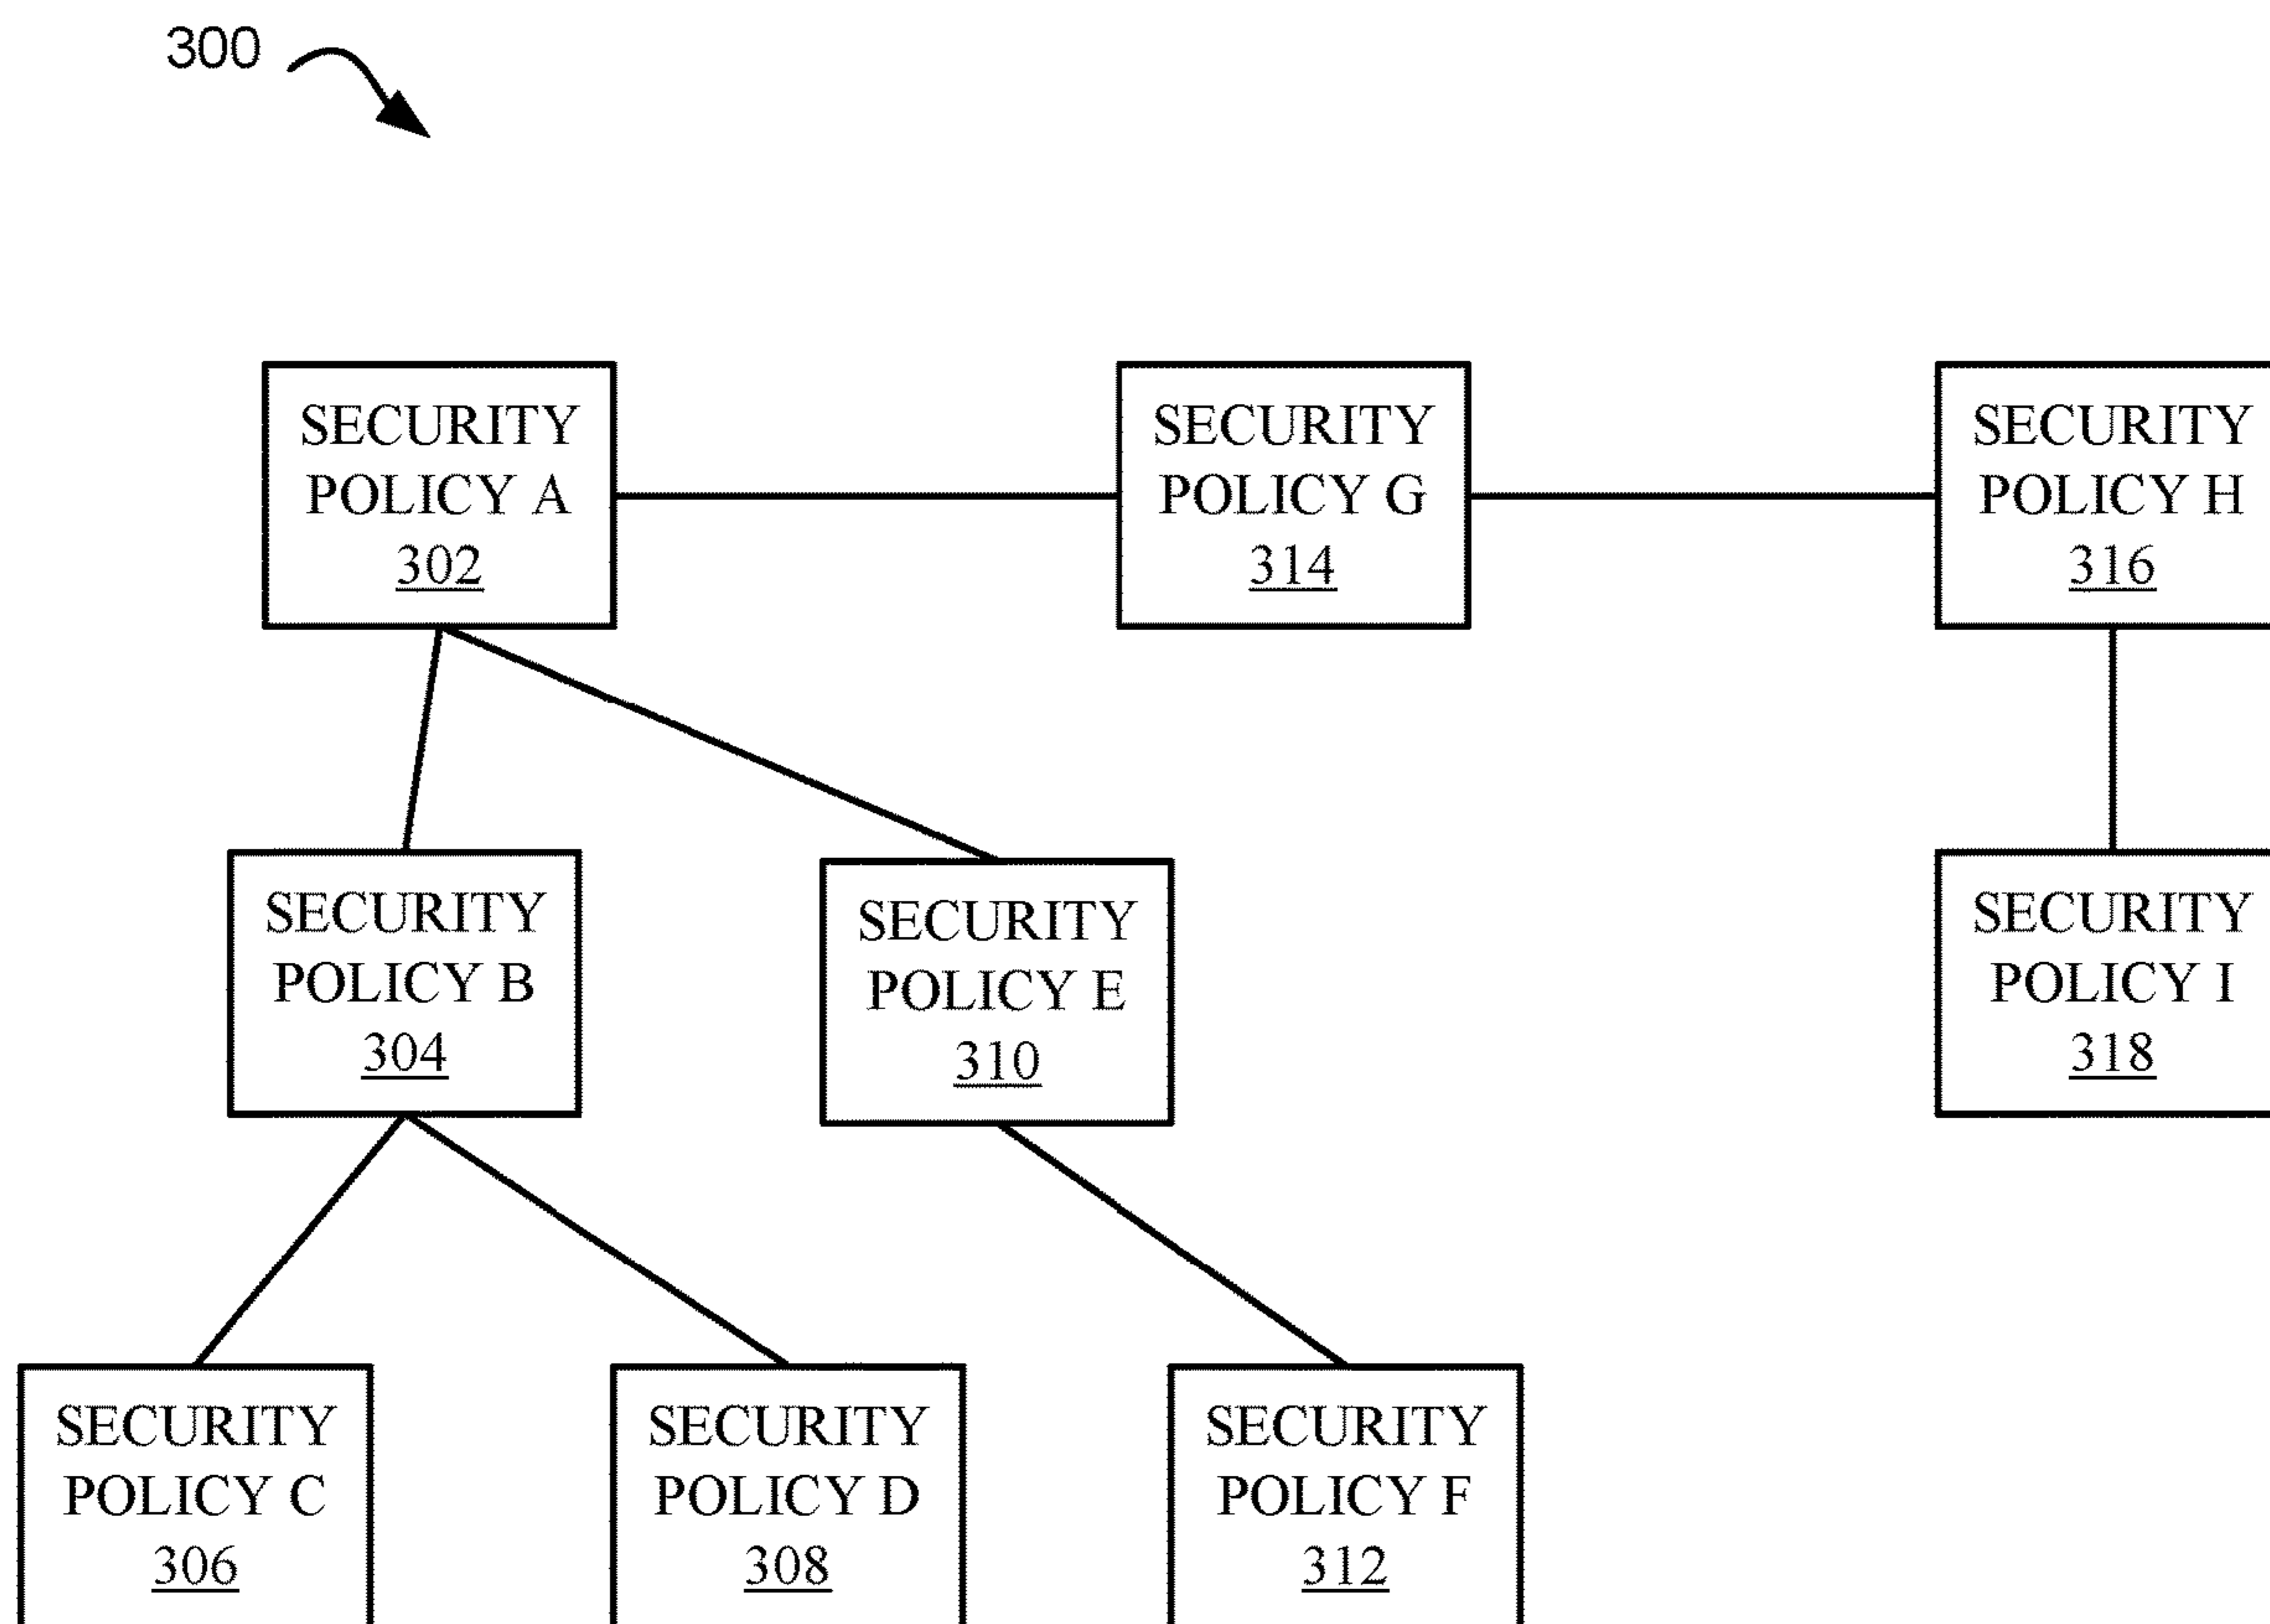 300
SECURITY
POLICY A
302
SECURITY
POLICY G
314
SECURITY
POLICY H
316
SECURITY
POLICY B
304
SECURITY
POLICY E
310
SECURITY
POLICY I
318
SECURITY
POLICY C
306
SECURITY
POLICY D
308
SECURITY
POLICY F
312